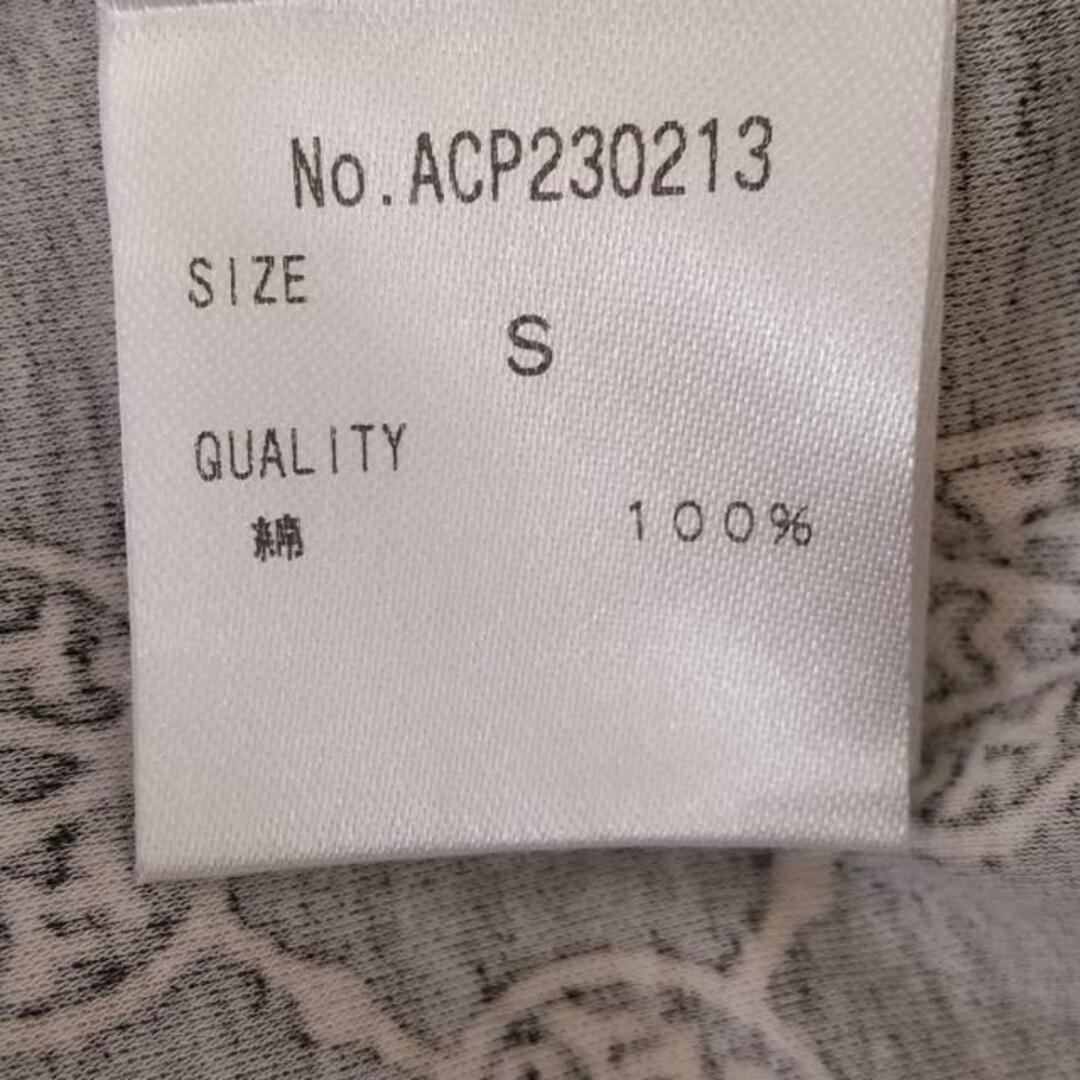 No.ACP230213
SIZE
S
QUALITY
綿 100%